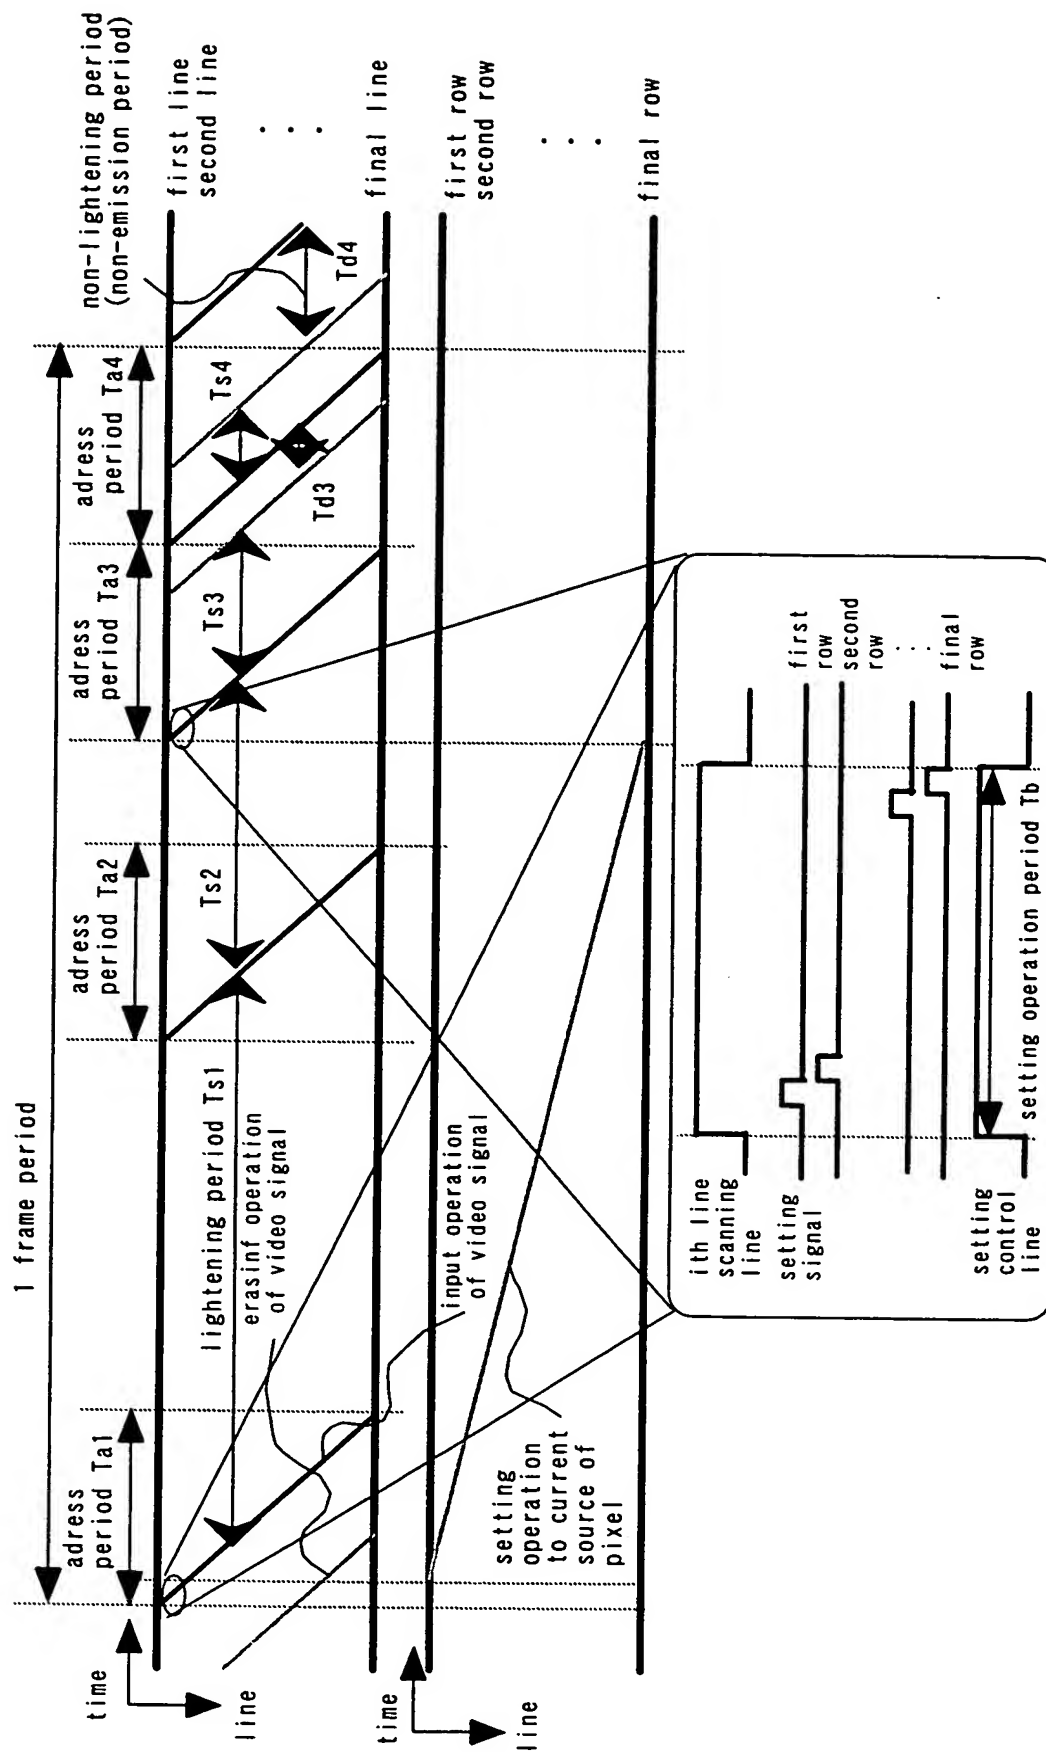 1 frame period
adress
period Ta1
adress
period Ta2
adress
period Ta3
adress
period Ta4
non-lightening period
(non-emission period)
time
line
first line
second line
. . .
final line
lightening period Ts1
erasinf operation
of video signal
Ts2
Ts3
Ts4
Td3
Td4
input operation
of video signal
time
line
first row
second row
. . .
final row
setting
operation
to current
source of
pixel
ith line
scanning
line
setting
signal
first
row
second
row
. . .
final
row
setting
control
line
setting operation period Tb